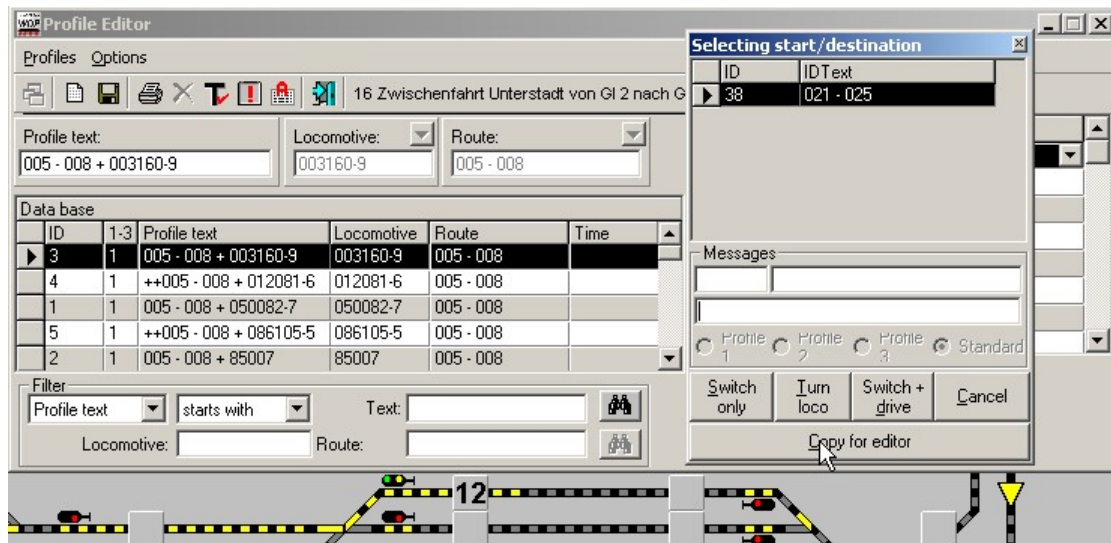 WDP Profile Editor
Profiles Options
16 Zwischenfahrt Unterstadt von Gl 2 nach G
Profile text: Locomotive: Route:
005 - 008 + 003160-9 003160-9 005 - 008
Data base
ID 1-3 Profile text Locomotive Route Time
3 1 005 - 008 + 003160-9 003160-9 005 - 008
4 1 ++005 - 008 + 012081-6 012081-6 005 - 008
1 1 005 - 008 + 050082-7 050082-7 005 - 008
5 1 ++005 - 008 + 086105-5 086105-5 005 - 008
2 1 005 - 008 + 85007 85007 005 - 008
Filter
Profile text starts with Text:
Locomotive: Route:
Selecting start/destination
ID IDText
38 021 - 025
Messages
Profile 1 Profile 2 Profile 3 Standard
Switch only Turn loco Switch + drive Cancel
Copy for editor
12